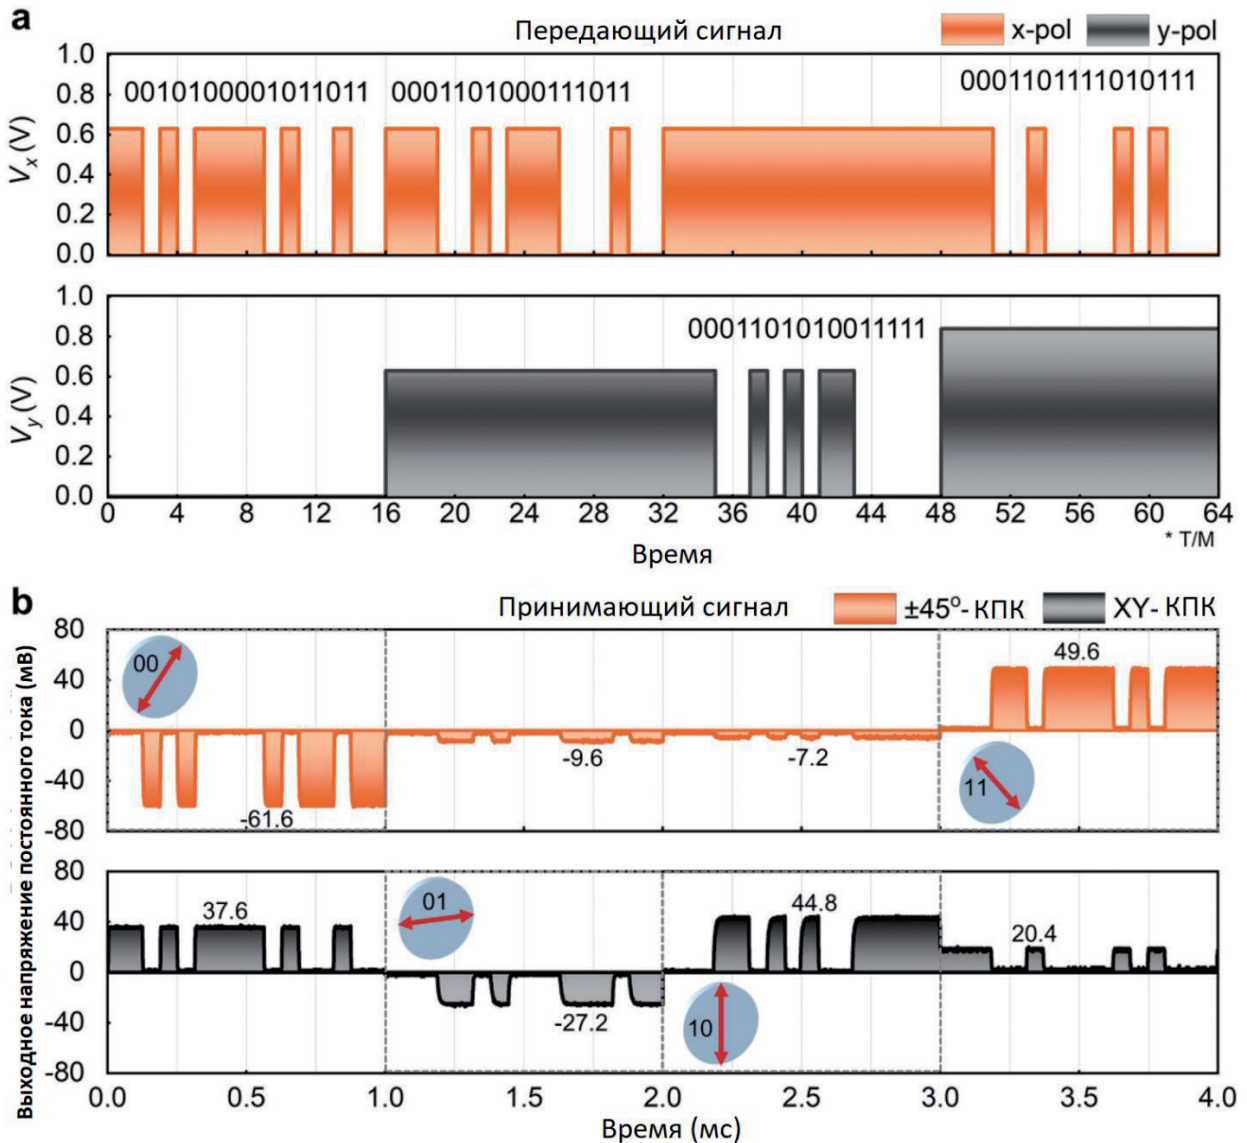 a
Передающий сигнал
x-pol y-pol
1.0
0.8
0.6
0.4
0.2
0.0
Vx (V)
0010100001011011 0001101000111011 0001101111010111
1.0
0.8
0.6
0.4
0.2
0.0
Vy (V)
0001101010011111
0 4 8 12 16 20 24 28 32 36 40 44 48 52 56 60 64
* T/M
Время
b
Принимающий сигнал
±45°- КПК XY- КПК
Выходное напряжение постоянного тока (мВ)
80
40
0
-40
-80
00
-61.6
-9.6
-7.2
49.6
11
80
40
0
-40
-80
37.6
01
-27.2
44.8
10
20.4
0.0 0.5 1.0 1.5 2.0 2.5 3.0 3.5 4.0
Время (мс)